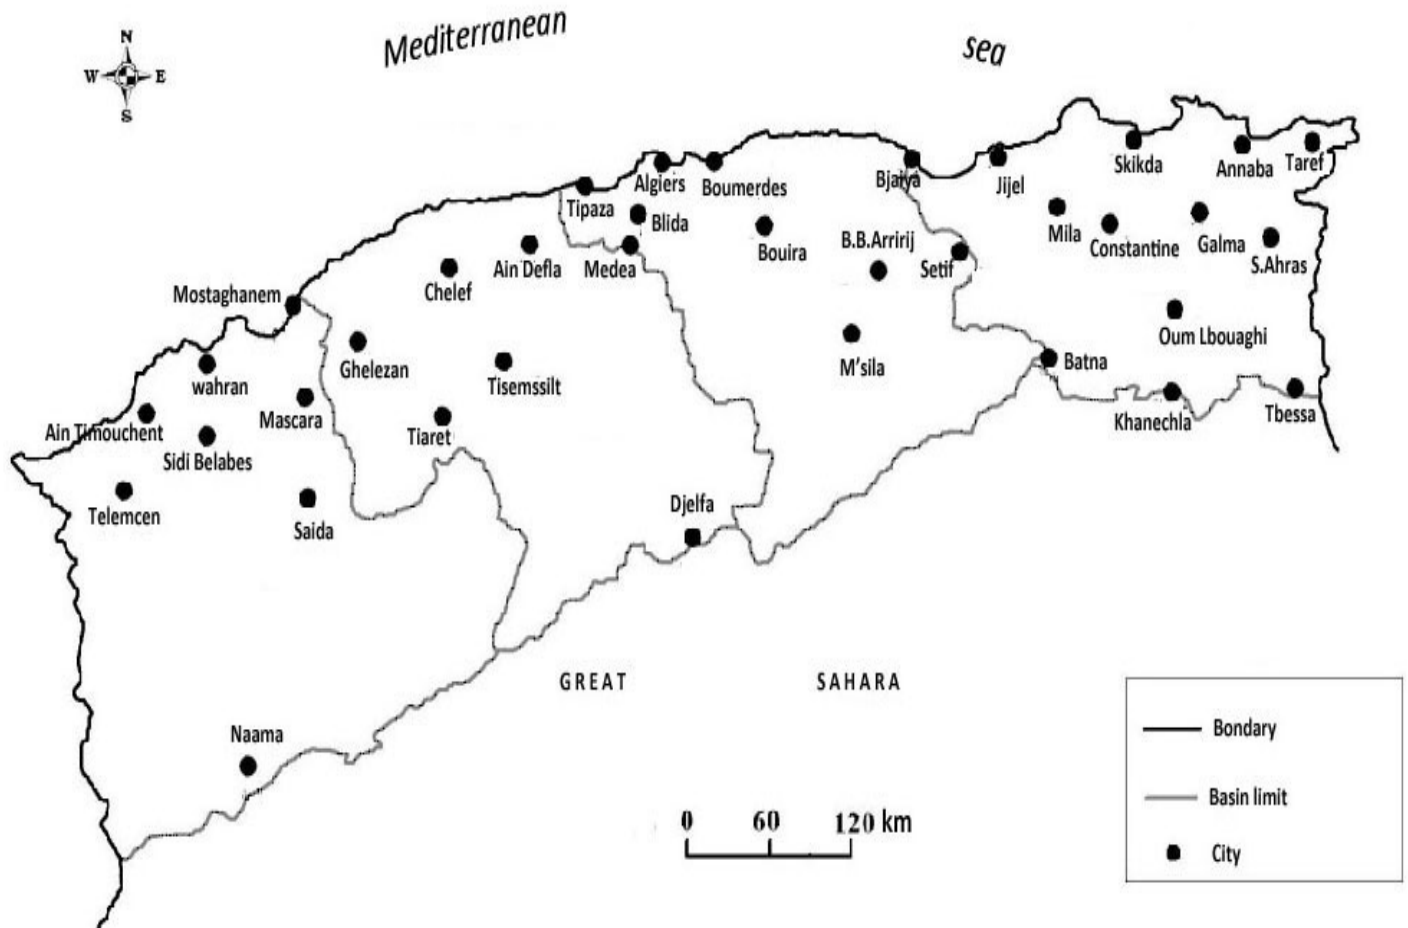 Mediterranean
sea
N
W E
S
Skikda
Annaba
Taref
Algiers
Boumerdes
Bjaiya
Jijel
Tipaza
Blida
Mila
Constantine
Galma
S.Ahras
Bouira
B.B.Arririj
Setif
Ain Defla
Medea
Chelef
Mostaghanem
Oum Lbouaghi
Ghelezan
Tisemssilt
M'sila
Batna
wahran
Mascara
Tiaret
Khanechla
Tbessa
Ain Timouchent
Sidi Belabes
Telemcen
Saida
Djelfa
GREAT SAHARA
Naama
Bondary
Basin limit
City
0 60 120 km